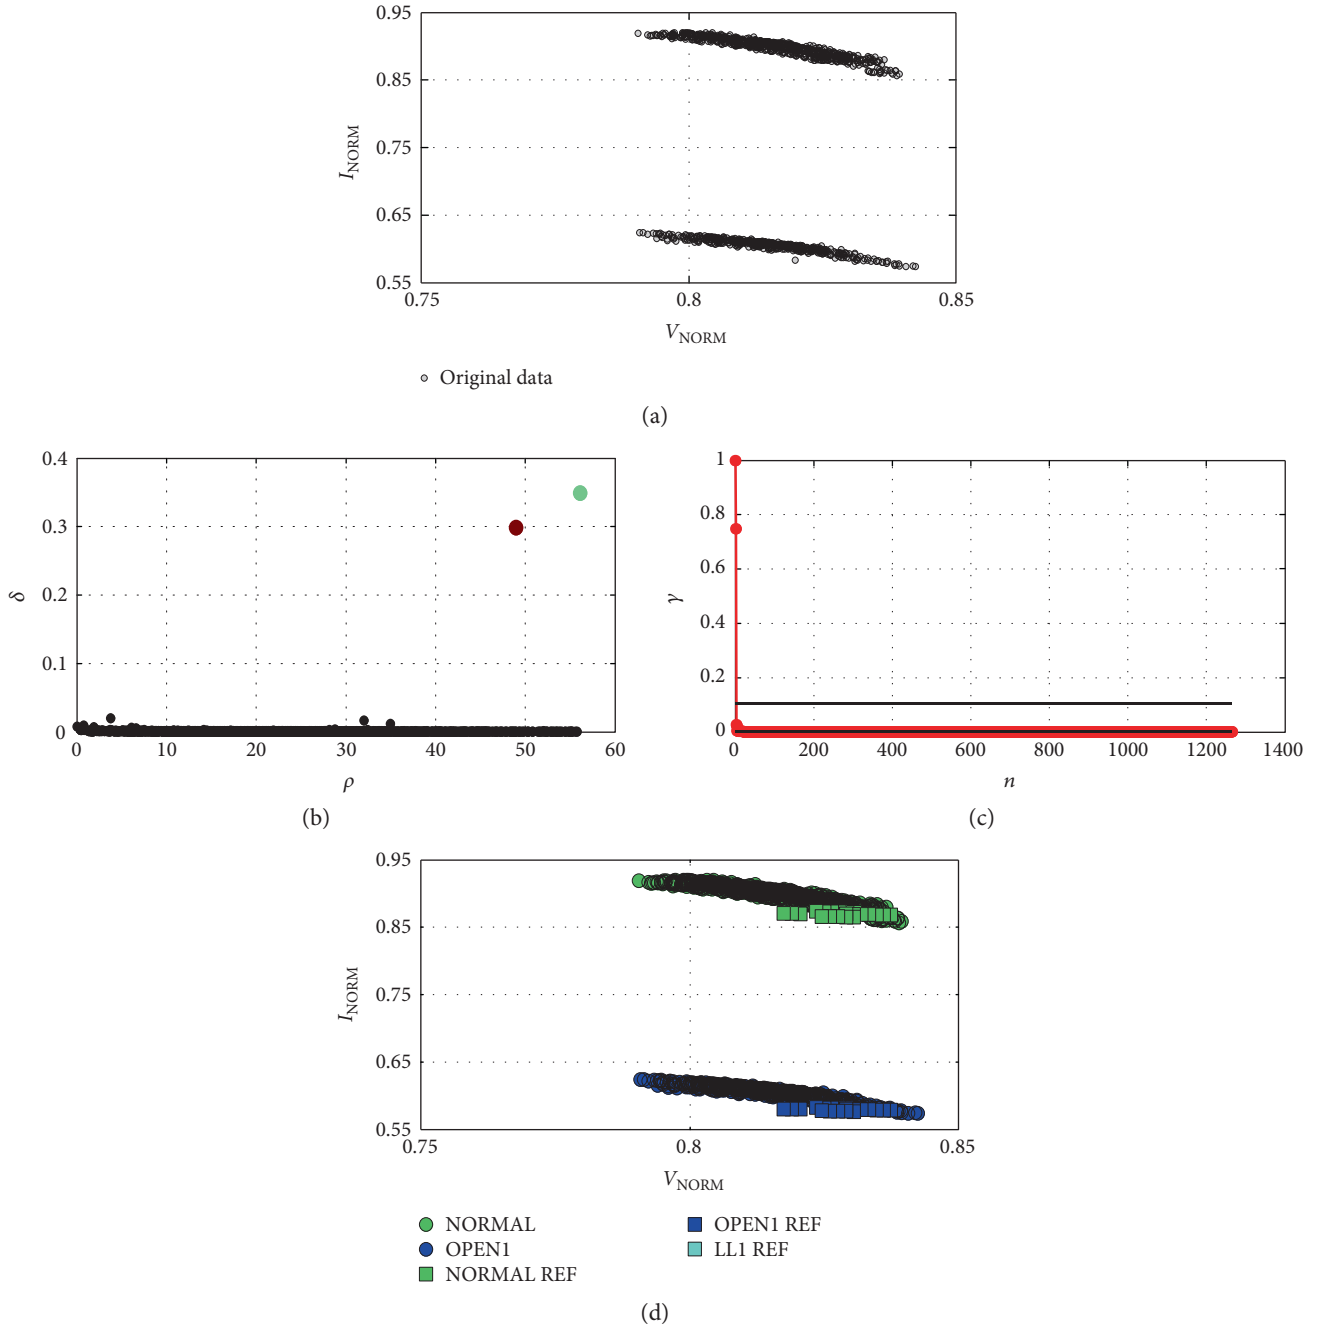 0.95
0.85
0.75
0.65
0.55
I_NORM
0.75
0.8
0.85
V_NORM
Original data
(a)
0.4
0.3
0.2
0.1
0
δ
0
10
20
30
40
50
60
ρ
(b)
1
0.8
0.6
0.4
0.2
0
γ
0
200
400
600
800
1000
1200
1400
n
(c)
0.95
0.85
0.75
0.65
0.55
I_NORM
0.75
0.8
0.85
V_NORM
NORMAL
OPEN1
NORMAL REF
OPEN1 REF
LL1 REF
(d)